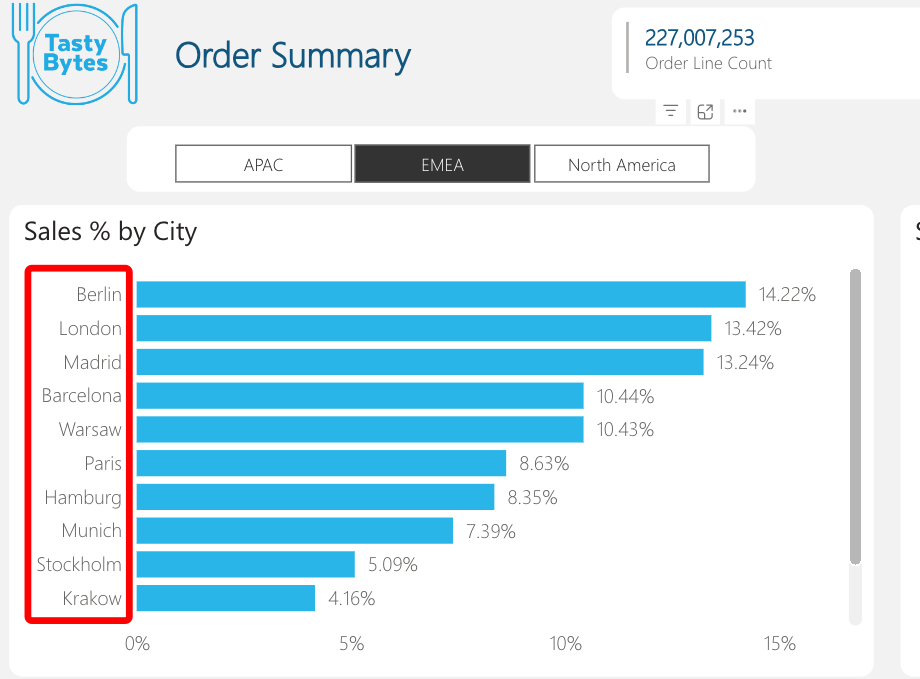 Tasty
Bytes
Order Summary
227,007,253
Order Line Count
APAC
EMEA
North America
Sales % by City
Berlin 14.22%
London 13.42%
Madrid 13.24%
Barcelona 10.44%
Warsaw 10.43%
Paris 8.63%
Hamburg 8.35%
Munich 7.39%
Stockholm 5.09%
Krakow 4.16%
0% 5% 10% 15%